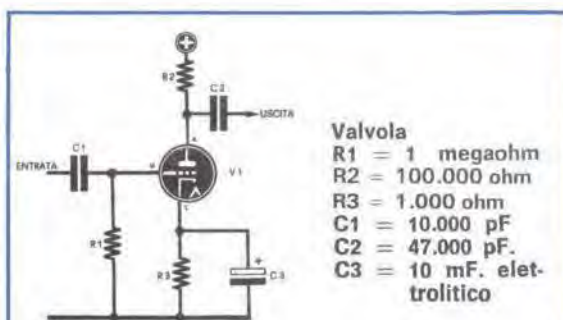 R2
C2
USCITA
A
C1
ENTRATA
G
V1
C
R1
R3
+
C3
Valvola
R1 = 1 megaohm
R2 = 100.000 ohm
R3 = 1.000 ohm
C1 = 10.000 pF
C2 = 47.000 pF.
C3 = 10 mF. elet-
trolitico